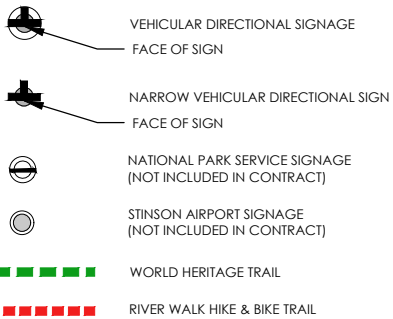 VEHICULAR DIRECTIONAL SIGNAGE
FACE OF SIGN
NARROW VEHICULAR DIRECTIONAL SIGN
FACE OF SIGN
NATIONAL PARK SERVICE SIGNAGE
(NOT INCLUDED IN CONTRACT)
STINSON AIRPORT SIGNAGE
(NOT INCLUDED IN CONTRACT)
WORLD HERITAGE TRAIL
RIVER WALK HIKE & BIKE TRAIL